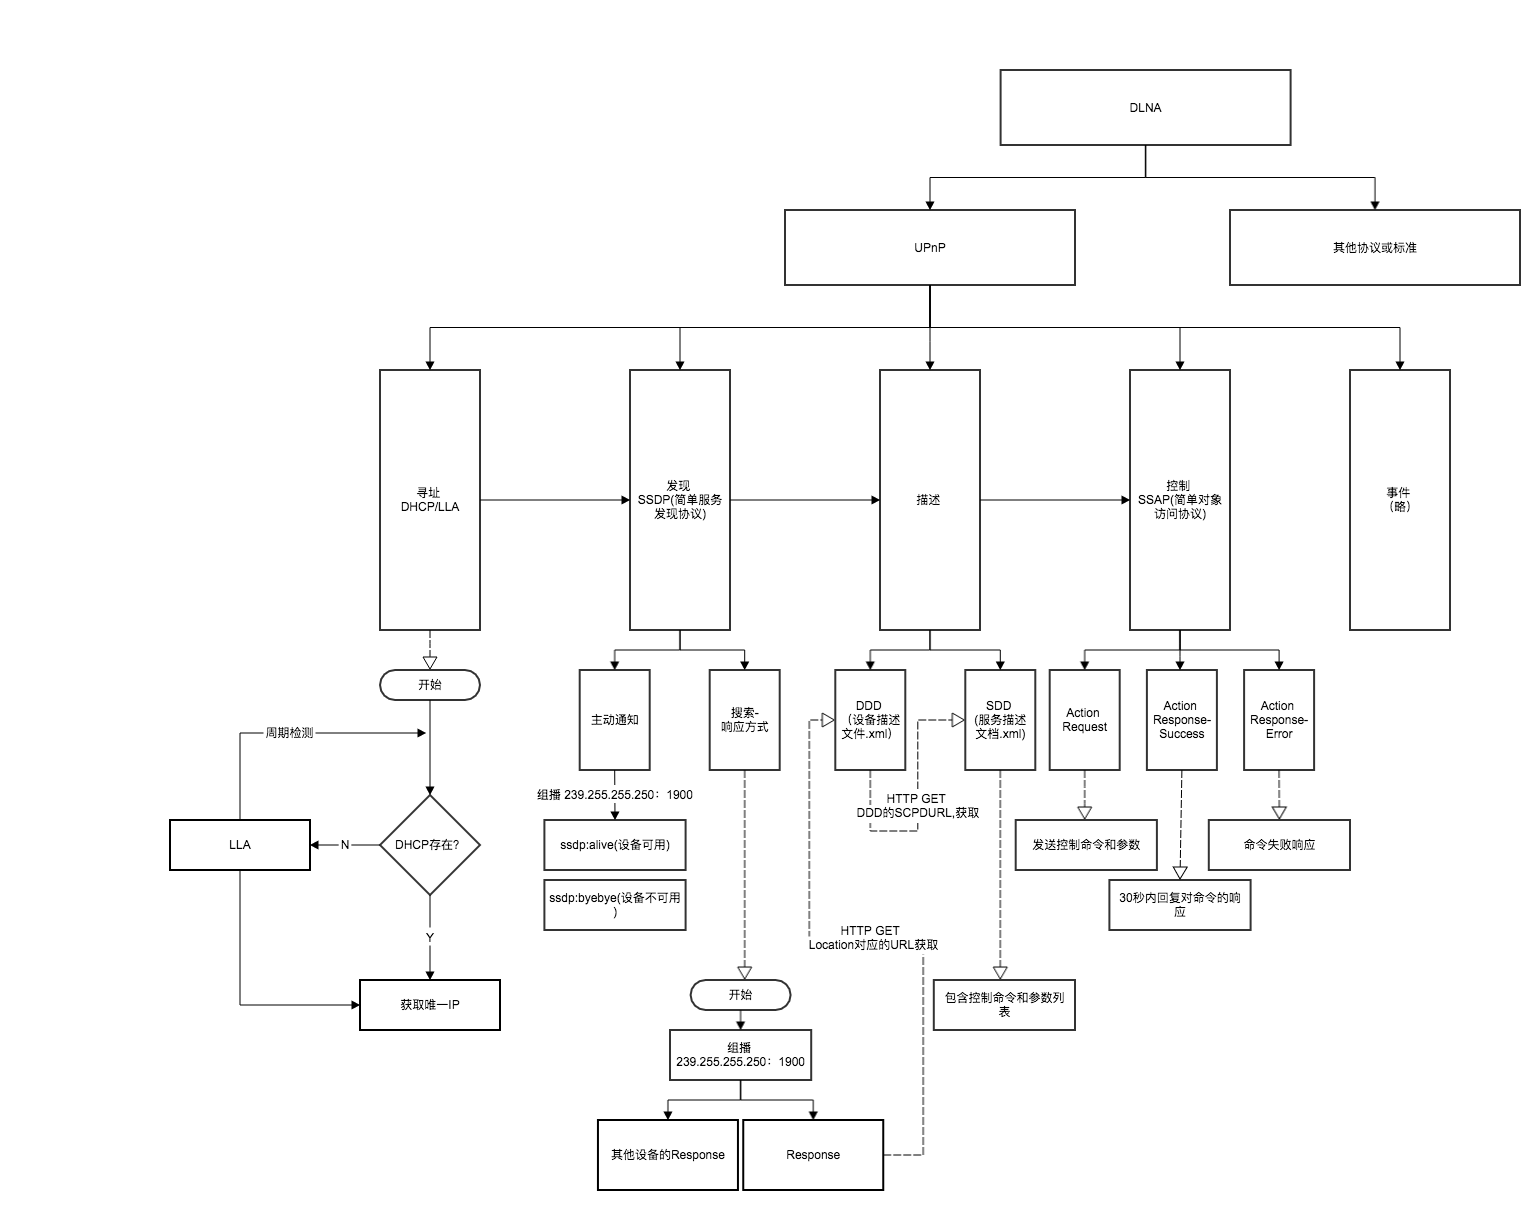 DLNA
UPnP
其他协议或标准
寻址
DHCP/LLA
发现
SSDP(简单服务
发现协议)
描述
控制
SSAP(简单对象
访问协议)
事件
（略）
开始
周期检测
DHCP存在?
N
LLA
Y
获取唯一IP
主动通知
搜索-
响应方式
组播 239.255.255.250：1900
ssdp:alive(设备可用)
ssdp:byebye(设备不可用
)
开始
组播
239.255.255.250：1900
其他设备的Response
Response
DDD
（设备描述
文件.xml）
SDD
(服务描述
文档.xml)
HTTP GET
DDD的SCPDURL,获取
HTTP GET
Location对应的URL获取
包含控制命令和参数列
表
Action
Request
Action
Response-
Success
Action
Response-
Error
发送控制命令和参数
30秒内回复对命令的响
应
命令失败响应